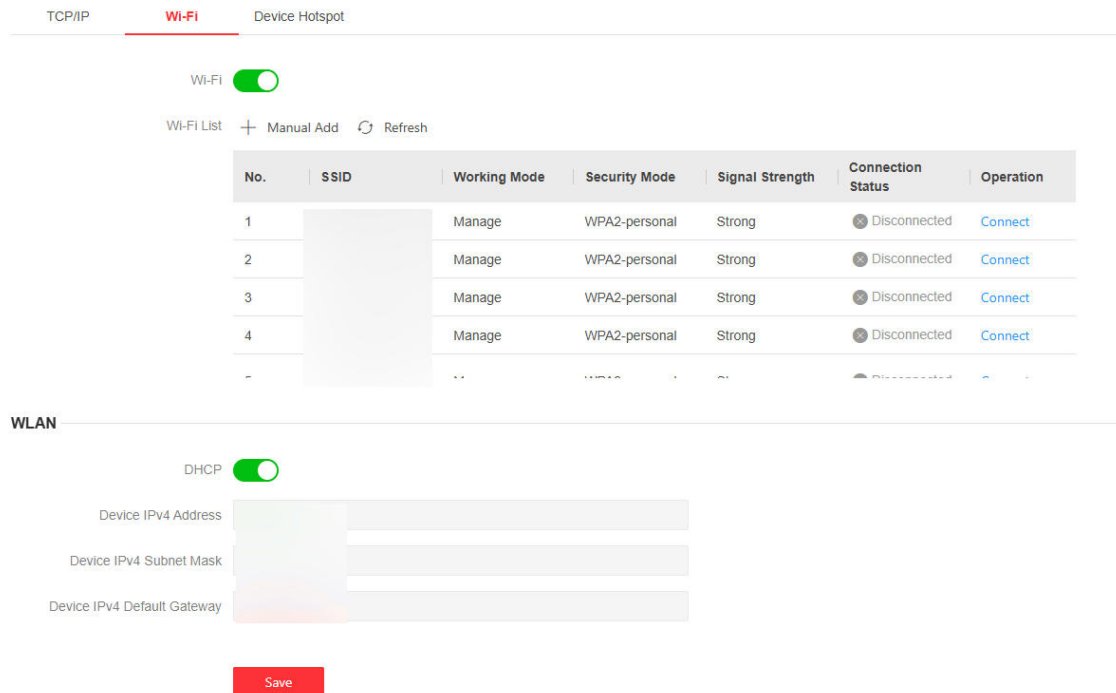 TCP/IP Wi-Fi Device Hotspot
Wi-Fi
Wi-Fi List Manual Add Refresh
No. SSID Working Mode Security Mode Signal Strength Connection Status Operation
1 Manage WPA2-personal Strong Disconnected Connect
2 Manage WPA2-personal Strong Disconnected Connect
3 Manage WPA2-personal Strong Disconnected Connect
4 Manage WPA2-personal Strong Disconnected Connect
WLAN
DHCP
Device IPv4 Address
Device IPv4 Subnet Mask
Device IPv4 Default Gateway
Save